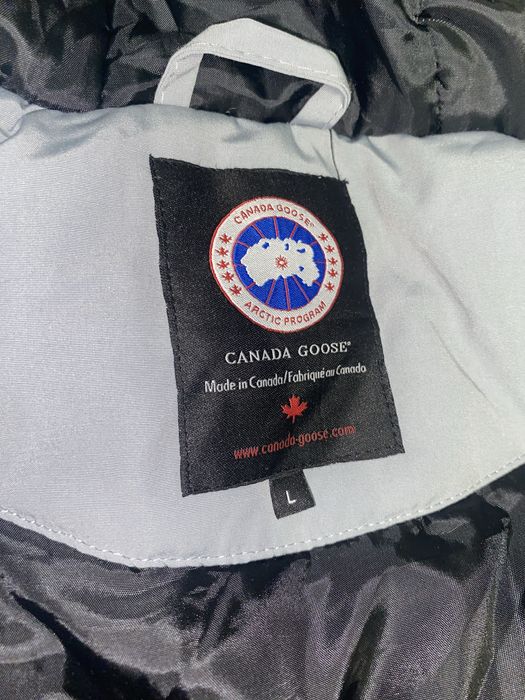 CANADA GOOSE®
ARCTIC PROGRAM
CANADA GOOSE®
Made in Canada/Fabriqué au Canada
www.canada-goose.com
L